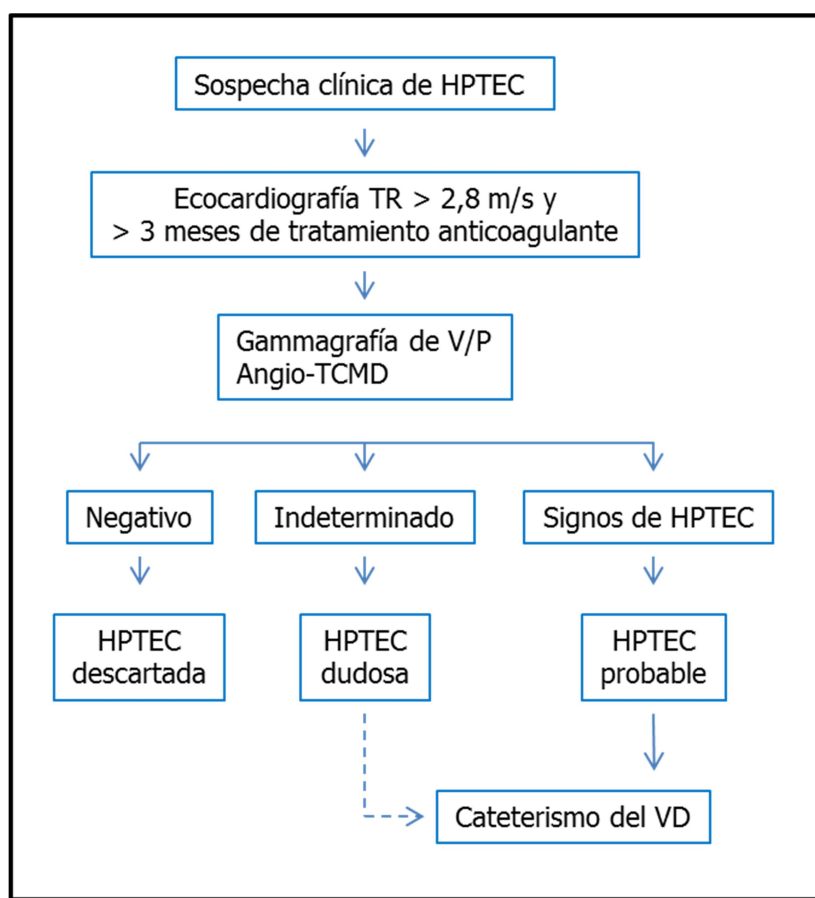 Sospecha clínica de HPTEC
Ecocardiografía TR > 2,8 m/s y
> 3 meses de tratamiento anticoagulante
Gammagrafía de V/P
Angio-TCMD
Negativo
Indeterminado
Signos de HPTEC
HPTEC
descartada
HPTEC
dudosa
HPTEC
probable
Cateterismo del VD